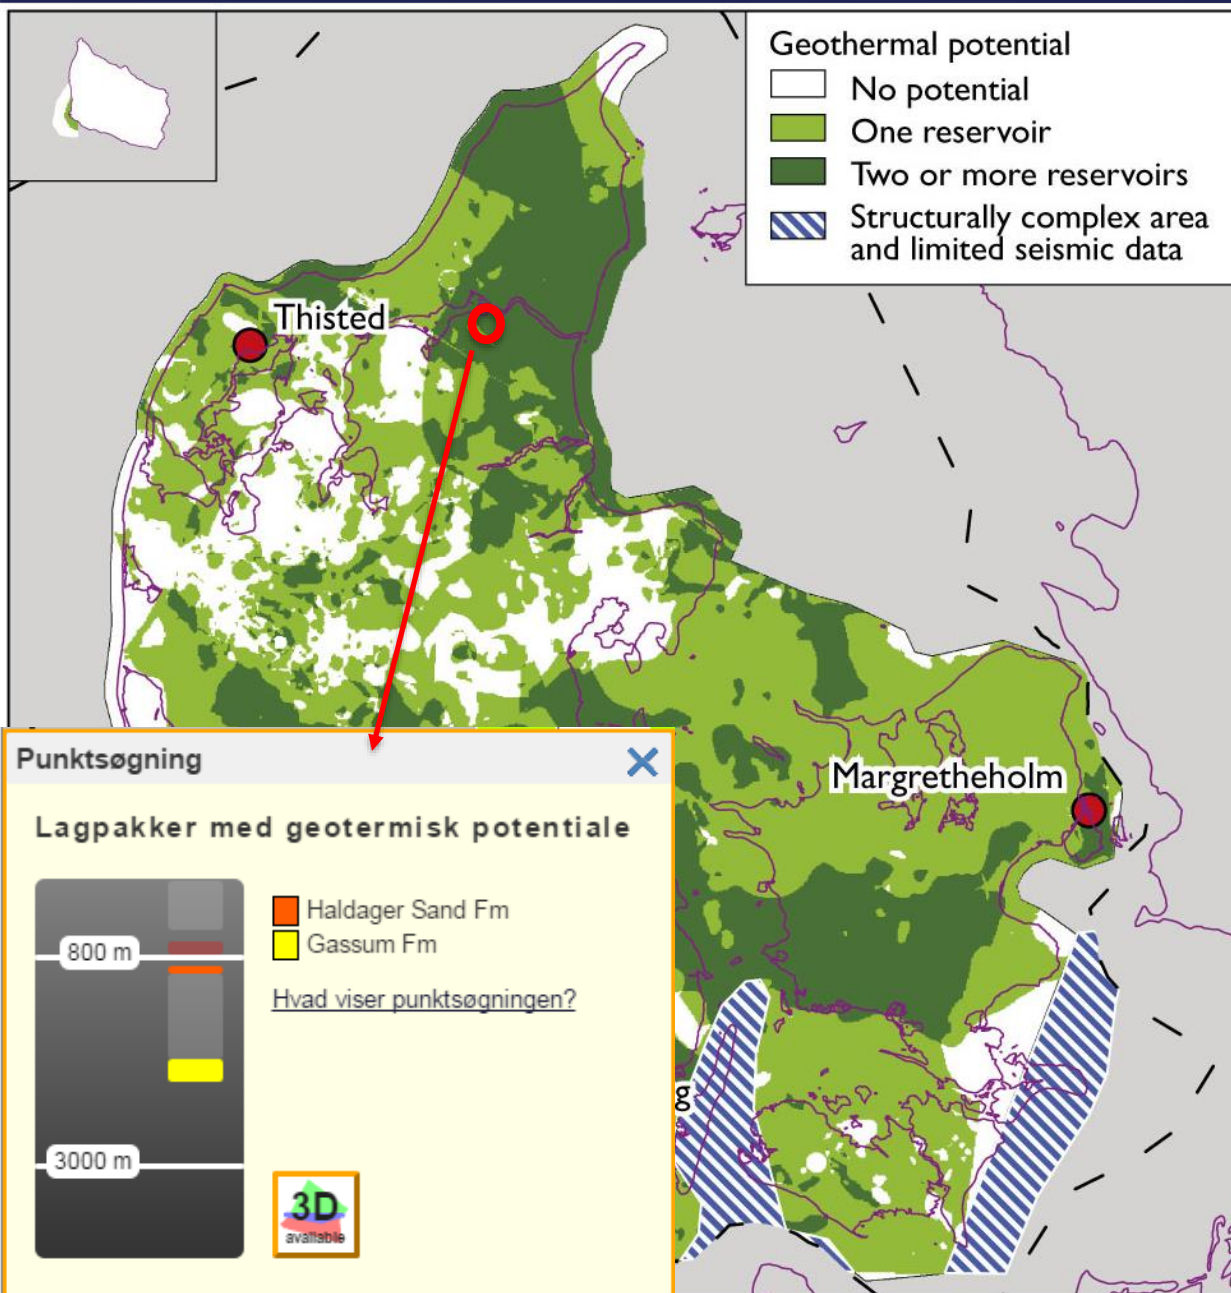 Geothermal potential
No potential
One reservoir
Two or more reservoirs
Structurally complex area
and limited seismic data
Thisted
Margretheholm
g
Punktsøgning
Lagpakker med geotermisk potentiale
Haldager Sand Fm
Gassum Fm
800 m
Hvad viser punktsøgningen?
3000 m
3D
available